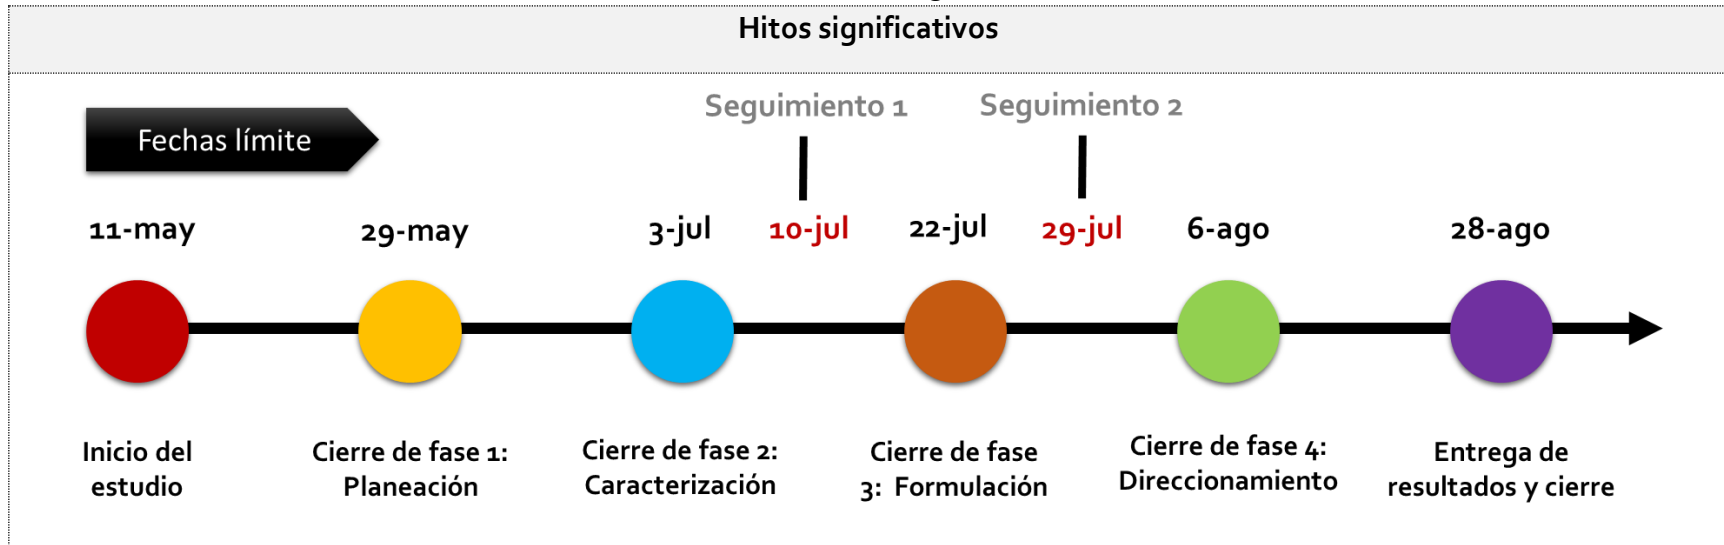 Hitos significativos
Fechas límite
Seguimiento 1
Seguimiento 2
11-may
29-may
3-jul
10-jul
22-jul
29-jul
6-ago
28-ago
Inicio del
estudio
Cierre de fase 1:
Planeación
Cierre de fase 2:
Caracterización
Cierre de fase
3: Formulación
Cierre de fase 4:
Direccionamiento
Entrega de
resultados y cierre